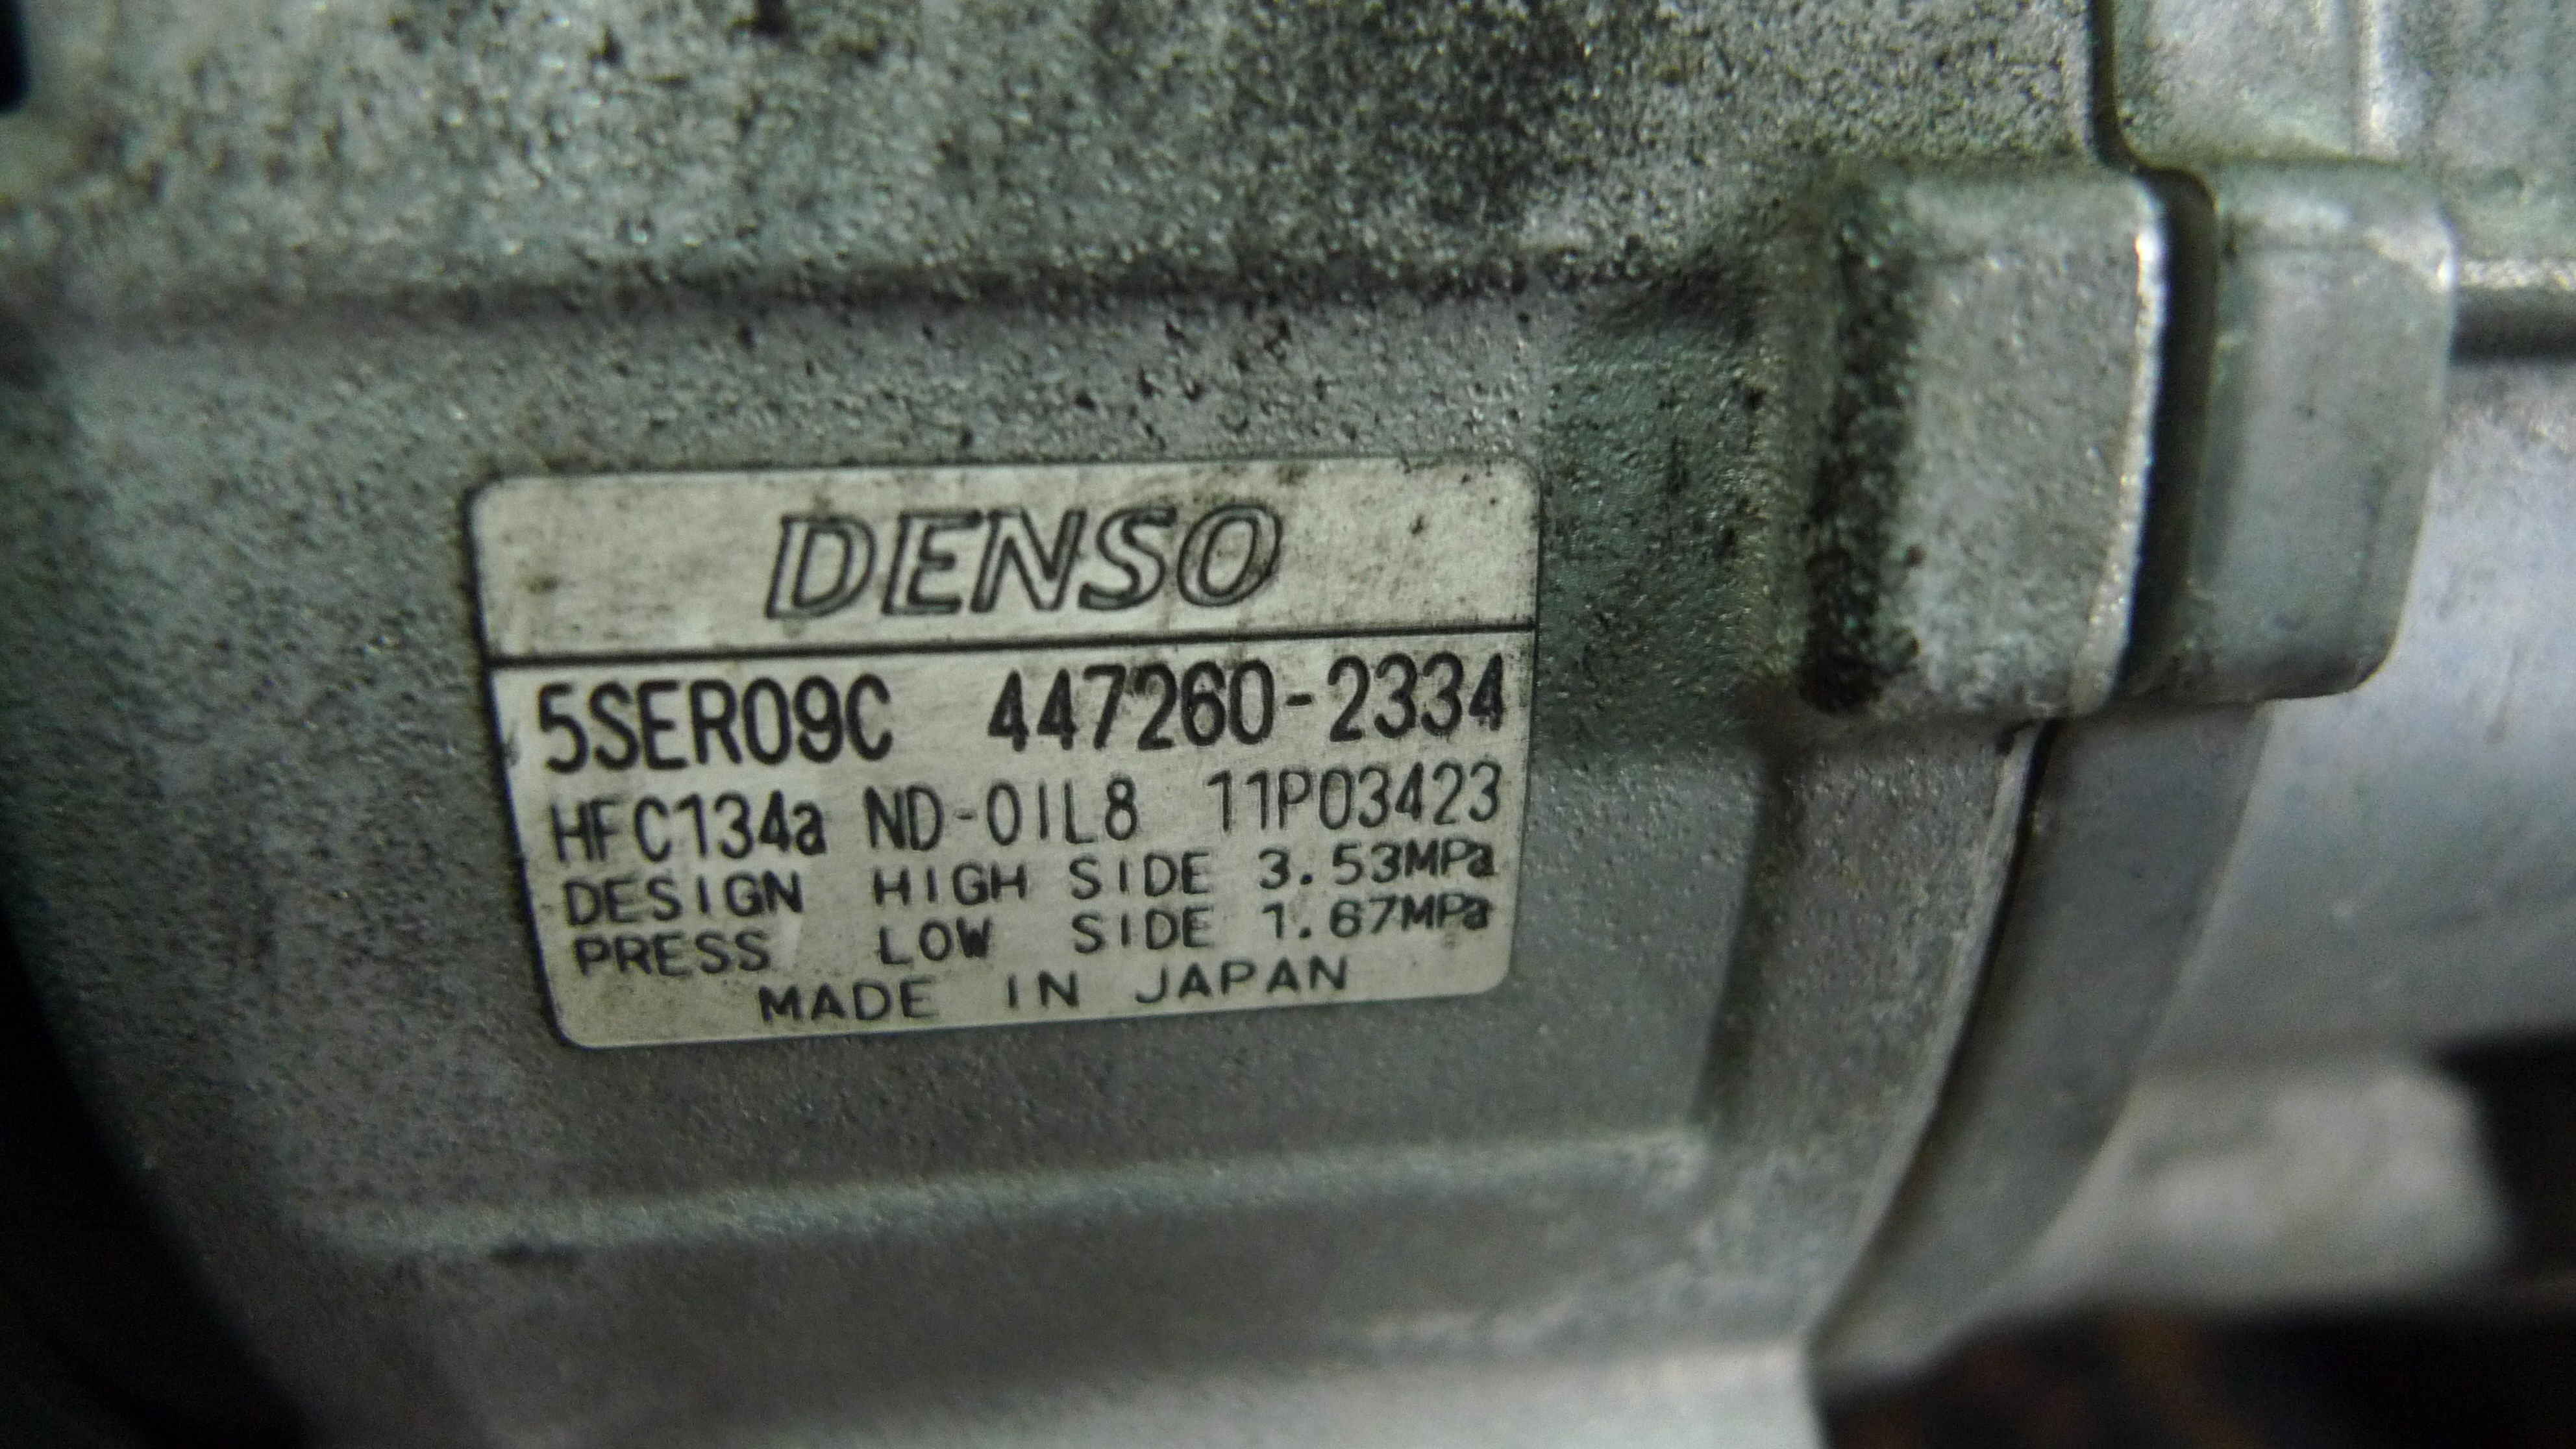 DENSO
5SER09C 447260-2334
HFC134a ND-OIL8 11P03423
DESIGN HIGH SIDE 3.53MPa
PRESS LOW SIDE 1.67MPa
MADE IN JAPAN